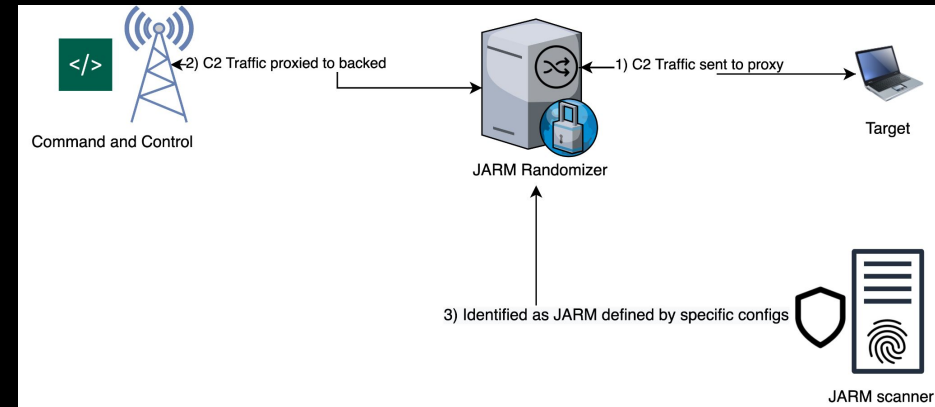 </>
2) C2 Traffic proxied to backed
1) C2 Traffic sent to proxy
Command and Control
Target
JARM Randomizer
3) Identified as JARM defined by specific configs
JARM scanner